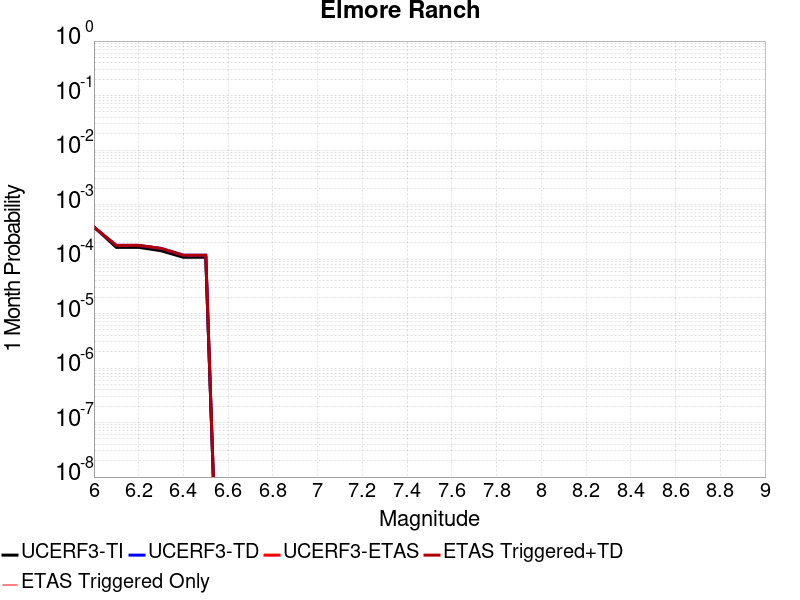 Elmore Ranch
1 Month Probability
10^0
10^-1
10^-2
10^-3
10^-4
10^-5
10^-6
10^-7
10^-8
6 6.2 6.4 6.6 6.8 7 7.2 7.4 7.6 7.8 8 8.2 8.4 8.6 8.8 9
Magnitude
UCERF3-TI UCERF3-TD UCERF3-ETAS ETAS Triggered+TD
ETAS Triggered Only